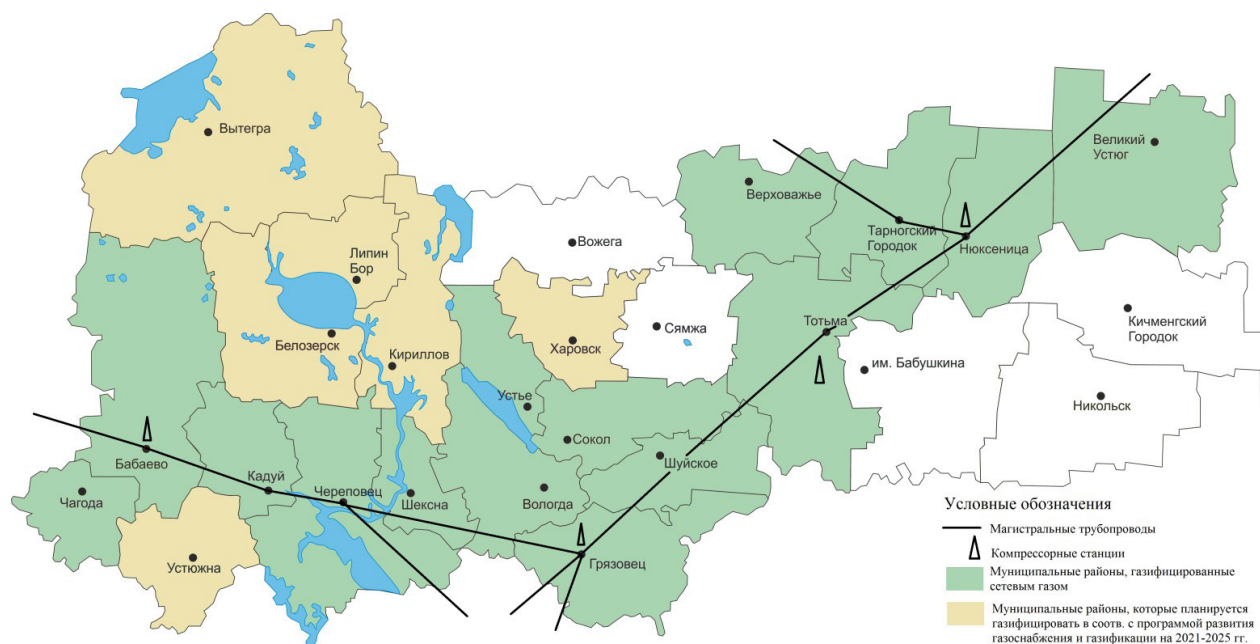 Вытегра
Великий
Устюг
Верховажье
Тарногский
Городок
Нюксеница
Вожега
Липин
Бор
Кичменгский
Городок
Тотьма
Сямжа
Белозерск
Харовск
Кириллов
им. Бабушкина
Устье
Никольск
Сокол
Шуйское
Бабаево
Кадуй
Чагода
Череповец
Шексна
Вологда
Грязовец
Устюжна
Условные обозначения
Магистральные трубопроводы
Компрессорные станции
Муниципальные районы, газифицированные
сетевым газом
Муниципальные районы, которые планируется
газифицировать в соотв. с программой развития
газоснабжения и газификации на 2021-2025 гг.